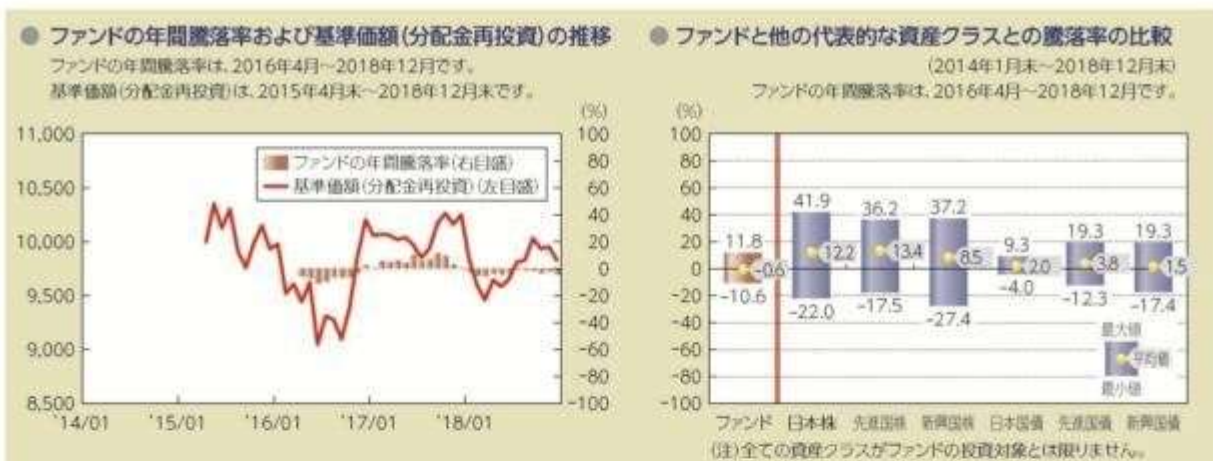 ● ファンドの年間騰落率および基準価額(分配金再投資)の推移
ファンドの年間騰落率は、2016年4月～2018年12月です。
基準価額(分配金再投資)は、2015年4月末～2018年12月末です。
(%)
11,000
10,500
10,000
9,500
9,000
8,500
ファンドの年間騰落率(右目盛)
基準価額(分配金再投資)(左目盛)
100
80
60
40
20
0
-20
-40
-60
-80
-100
'14/01 '15/01 '16/01 '17/01 '18/01
● ファンドと他の代表的な資産クラスとの騰落率の比較
(2014年1月末～2018年12月末)
ファンドの年間騰落率は、2016年4月～2018年12月です。
(%)
100
80
60
40
20
0
-20
-40
-60
-80
-100
11.8 41.9 36.2 37.2 9.3 19.3 19.3
-0.6 12.2 13.4 8.5 2.0 3.8 1.5
-10.6 -22.0 -17.5 -27.4 -4.0 -12.3 -17.4
最大値
平均値
最小値
ファンド 日本株 先進国株 新興国株 日本国債 先進国債 新興国債
(注)全ての資産クラスがファンドの投資対象とは限りません。